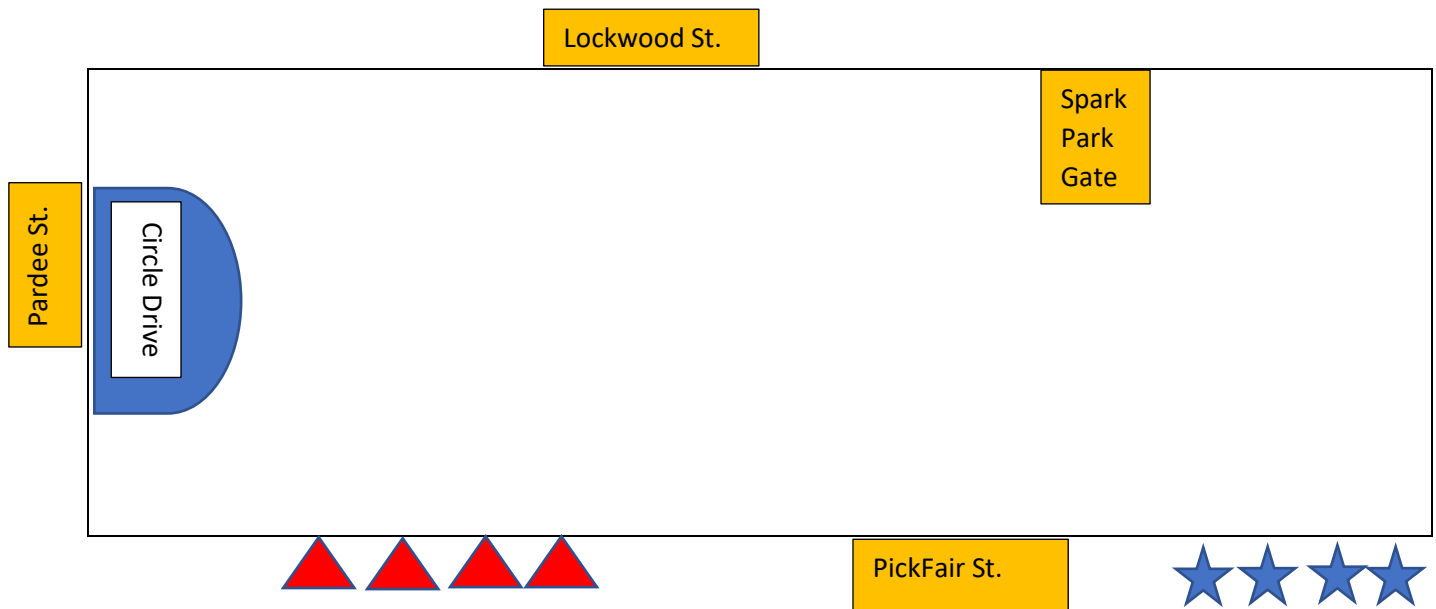 Lockwood St.
Spark
Park
Gate
Pardee St.
Circle Drive
PickFair St.